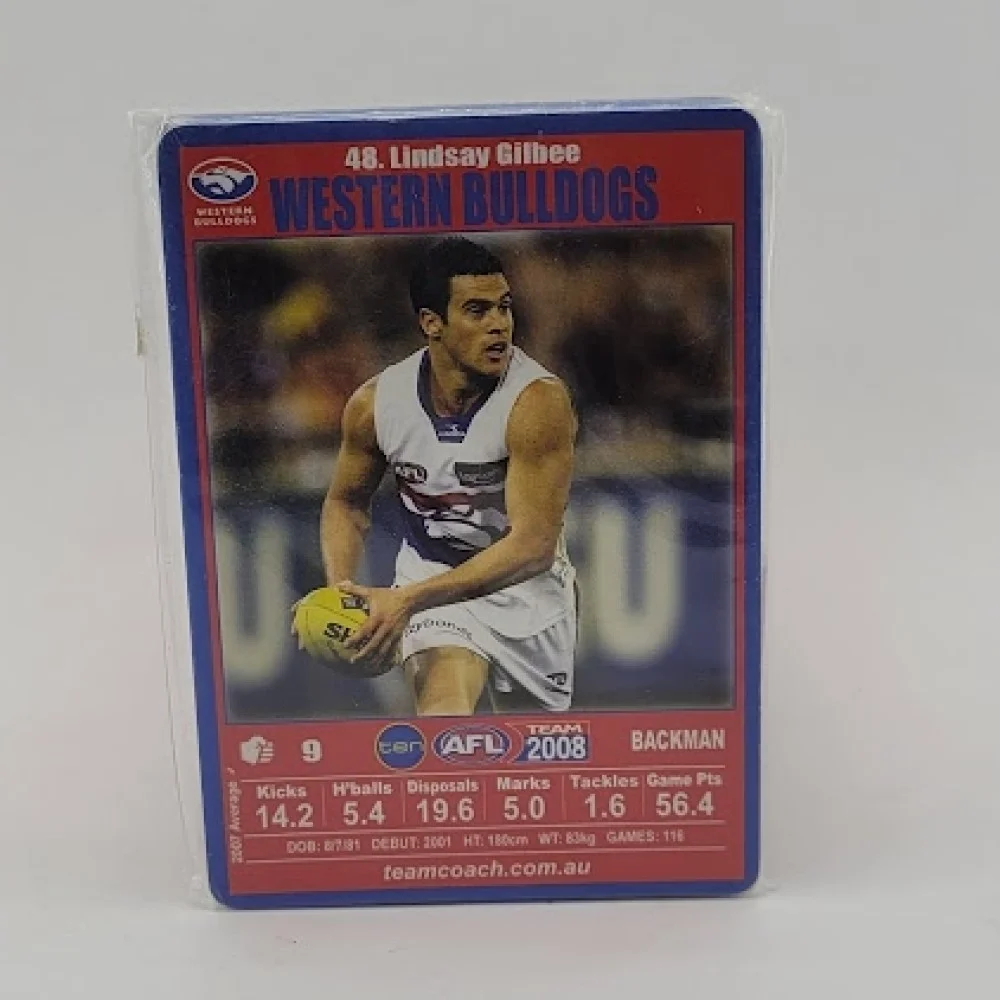 48. Lindsay Gilbee
WESTERN BULLDOGS
WESTERN
BULLDOGS
AFL
9
ten
AFL
TEAM
2008
BACKMAN
2007 Average
Kicks H'balls Disposals Marks Tackles Game Pts
14.2 5.4 19.6 5.0 1.6 56.4
DOB: 8/7/81 DEBUT: 2001 HT: 180cm WT: 83kg GAMES: 116
teamcoach.com.au